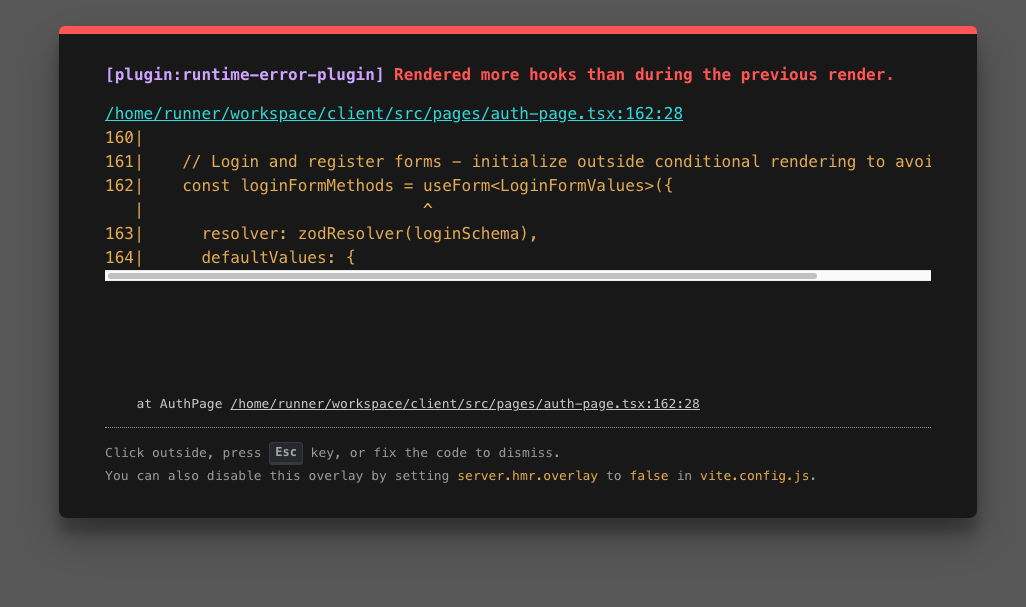 [plugin:runtime-error-plugin] Rendered more hooks than during the previous render.
/home/runner/workspace/client/src/pages/auth-page.tsx:162:28
160|
161|    // Login and register forms – initialize outside conditional rendering to avoi
162|    const loginFormMethods = useForm<LoginFormValues>({
   |                             ^
163|      resolver: zodResolver(loginSchema),
164|      defaultValues: {
at AuthPage /home/runner/workspace/client/src/pages/auth-page.tsx:162:28
Click outside, press Esc key, or fix the code to dismiss.
You can also disable this overlay by setting server.hmr.overlay to false in vite.config.js.